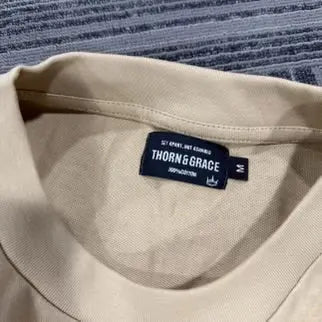 SET APART, NOT ASHAMED
THORN&GRACE
100%COTTON
M